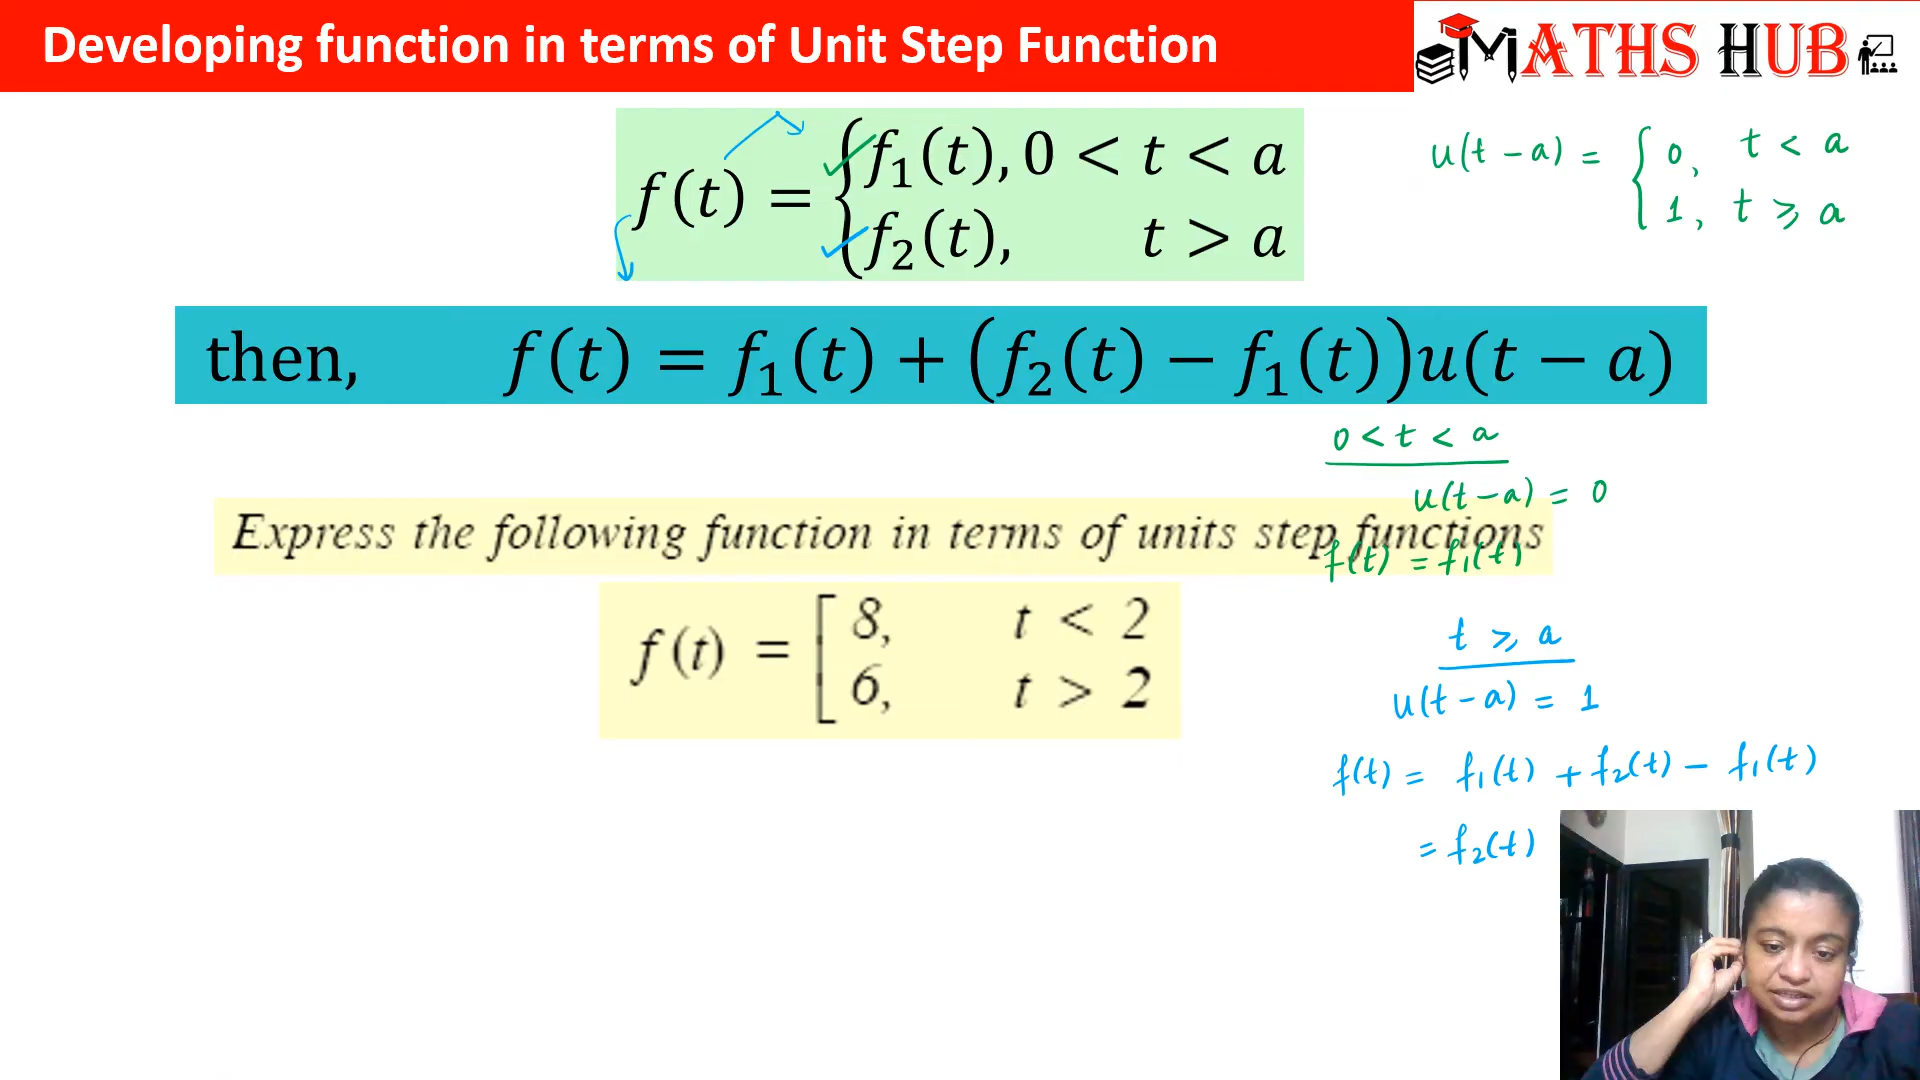 Developing function in terms of Unit Step Function
MATHS HUB
f(t) = { f₁(t), 0 < t < a
f₂(t), t > a
u(t - a) = { 0, t < a
1, t ⩾ a
then, f(t) = f₁(t) + (f₂(t) − f₁(t))u(t − a)
0 < t < a
u(t - a) = 0
Express the following function in terms of units step functions
f(t) = f₁(t)
f(t) = [ 8, t < 2
6, t > 2
t ⩾ a
u(t - a) = 1
f(t) = f₁(t) + f₂(t) - f₁(t)
= f₂(t)